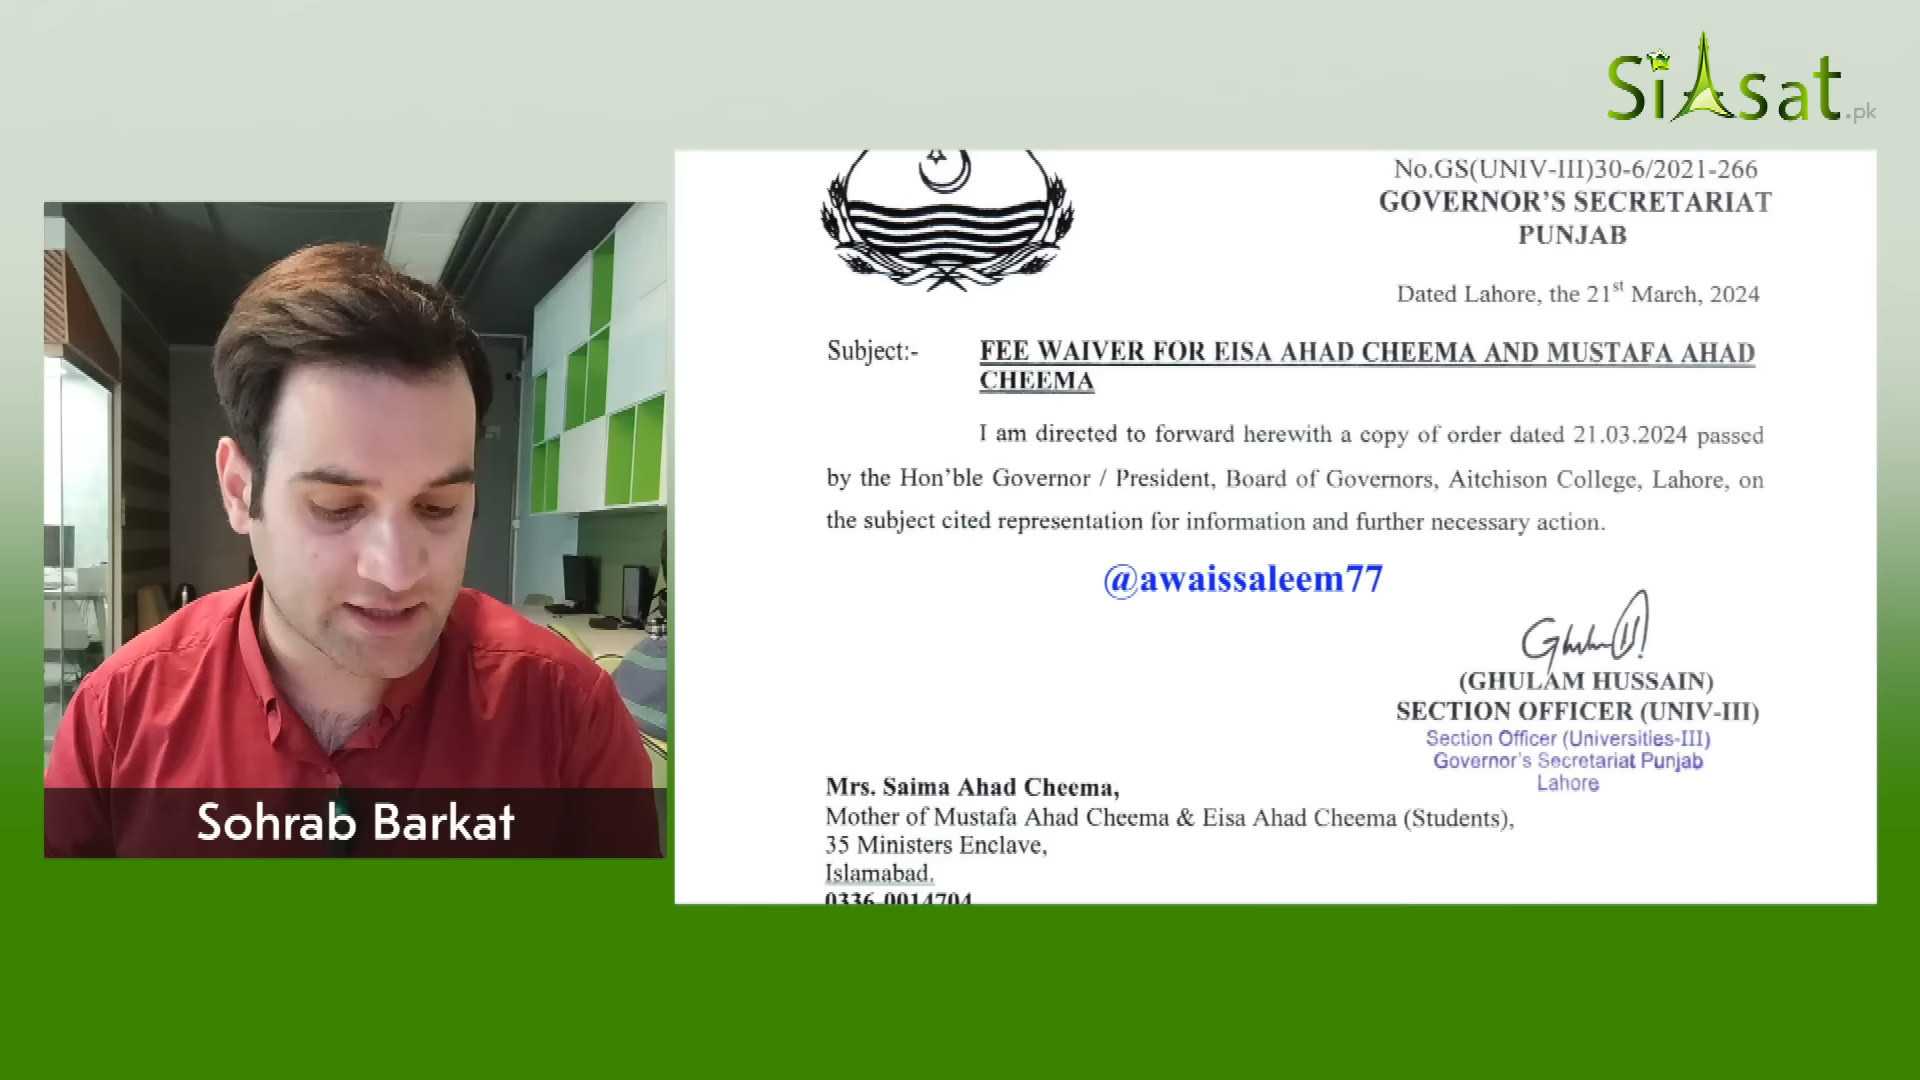 SiAsat.pk
No.GS(UNIV-III)30-6/2021-266
GOVERNOR'S SECRETARIAT
PUNJAB
Dated Lahore, the 21st March, 2024
Subject:- FEE WAIVER FOR EISA AHAD CHEEMA AND MUSTAFA AHAD
CHEEMA
I am directed to forward herewith a copy of order dated 21.03.2024 passed
by the Hon'ble Governor / President, Board of Governors, Aitchison College, Lahore, on
the subject cited representation for information and further necessary action.
@awaissaleem77
(GHULAM HUSSAIN)
SECTION OFFICER (UNIV-III)
Section Officer (Universities-III)
Governor's Secretariat Punjab
Lahore
Mrs. Saima Ahad Cheema,
Mother of Mustafa Ahad Cheema & Eisa Ahad Cheema (Students),
35 Ministers Enclave,
Islamabad.
0336-0014704
Sohrab Barkat